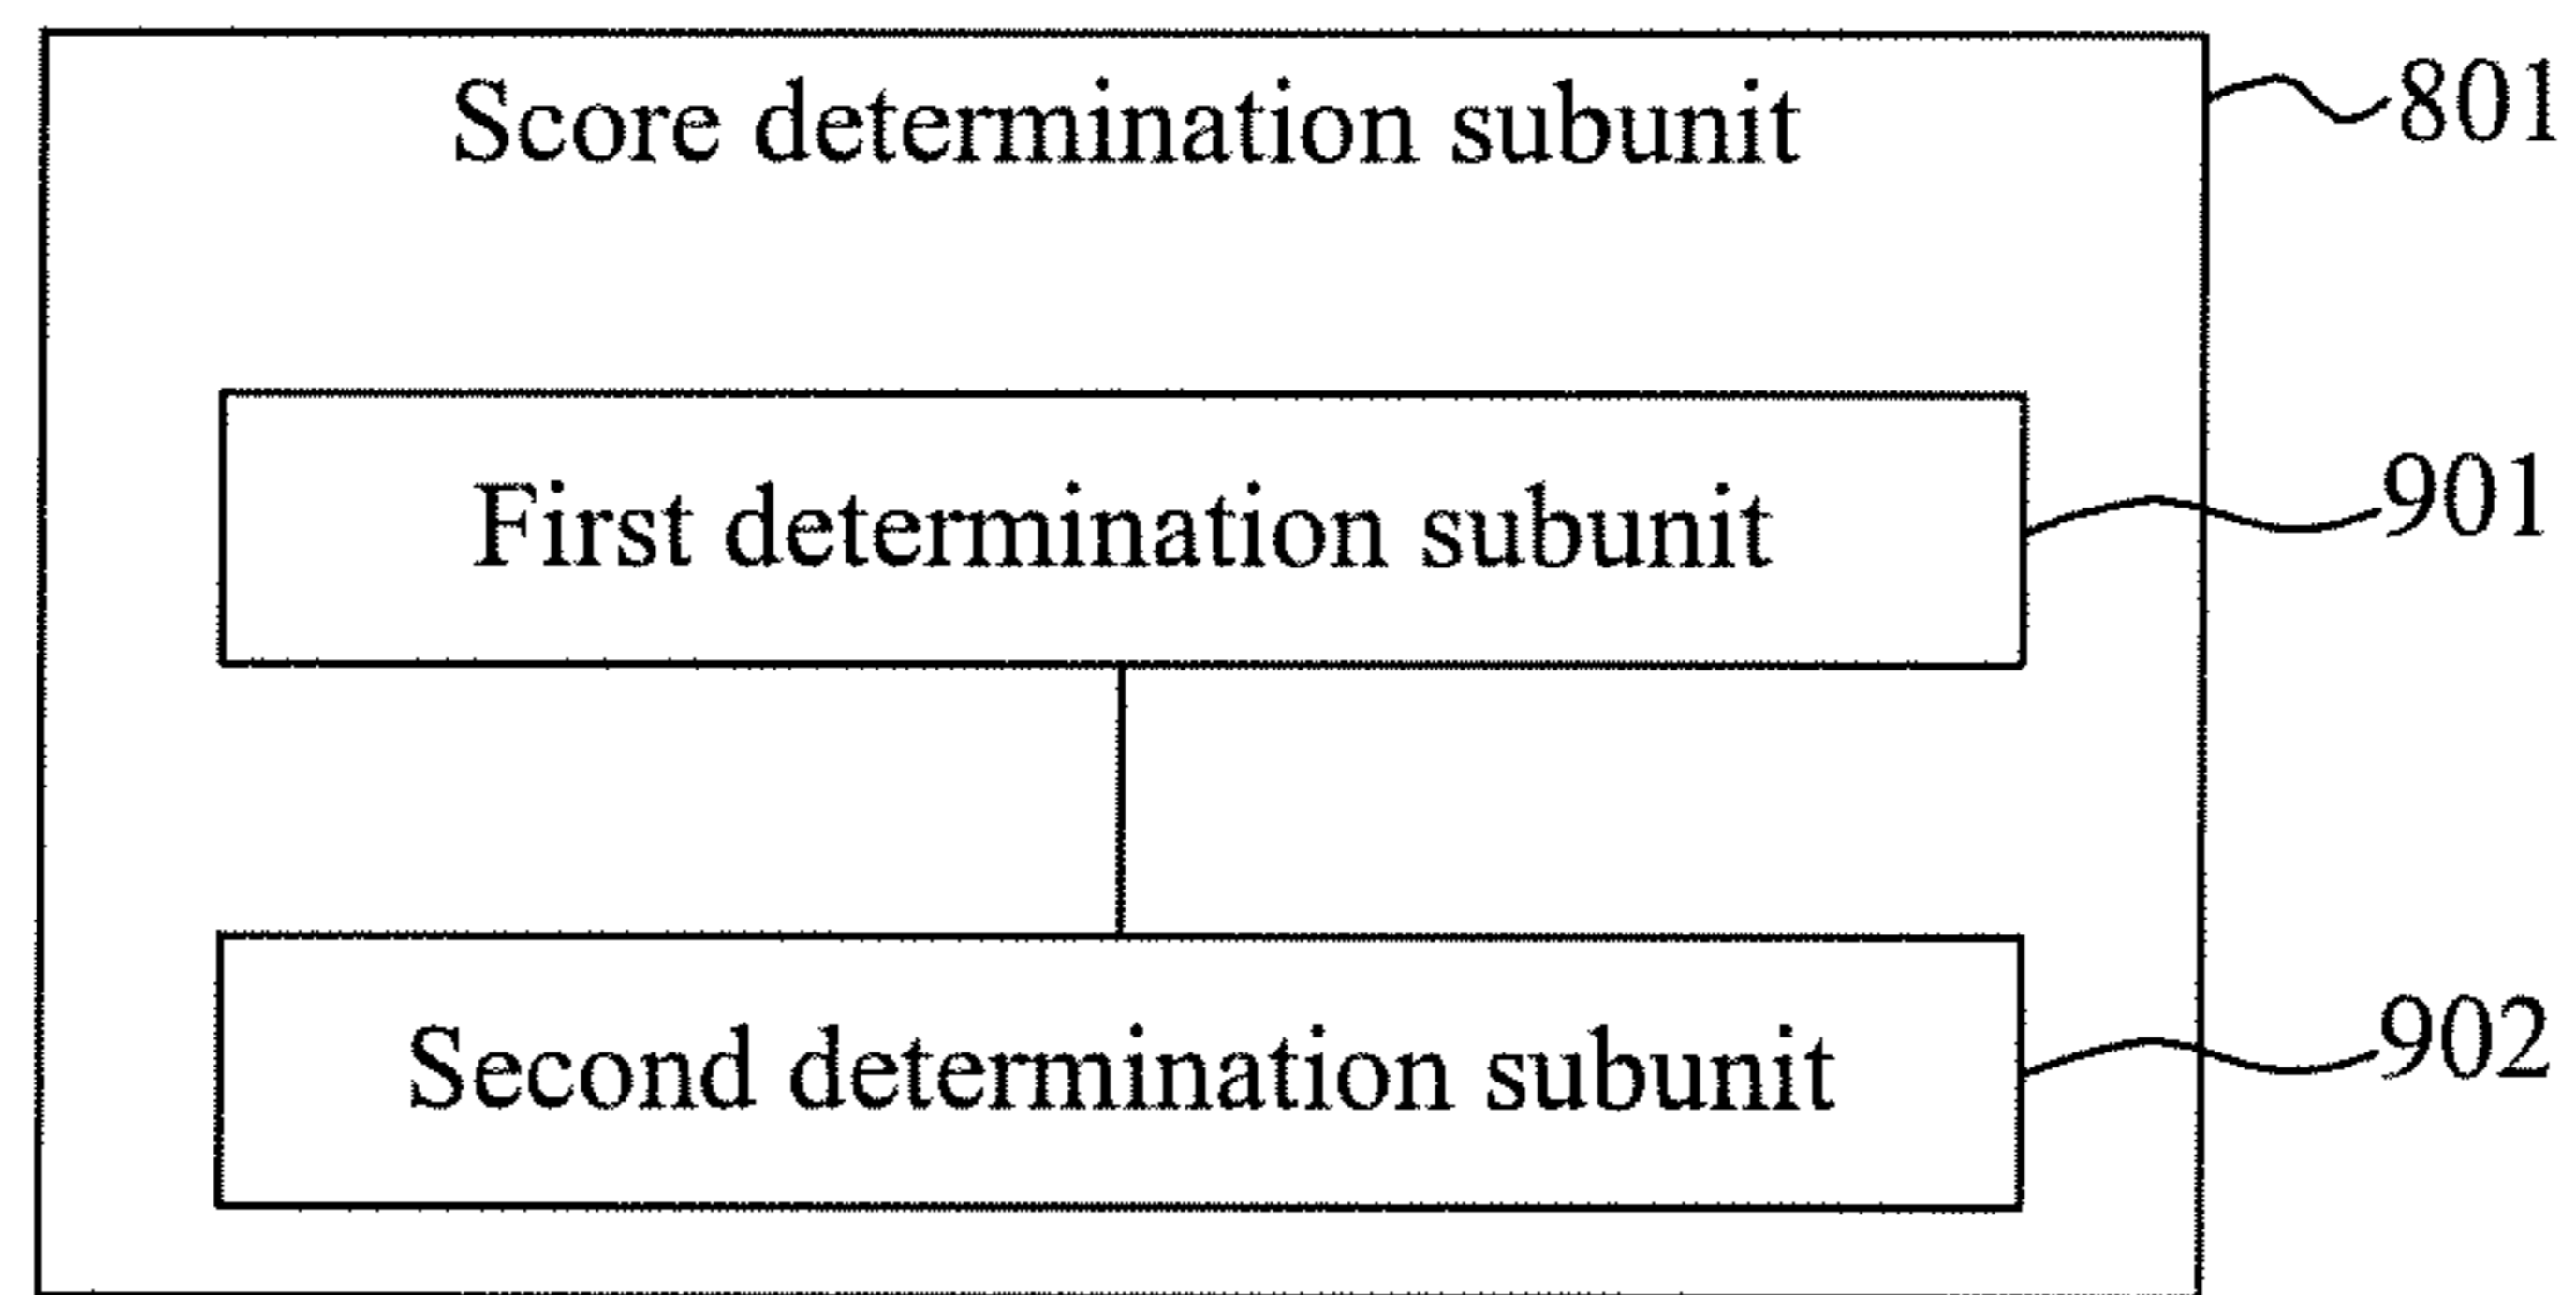 Score determination subunit 801
First determination subunit 901
Second determination subunit 902